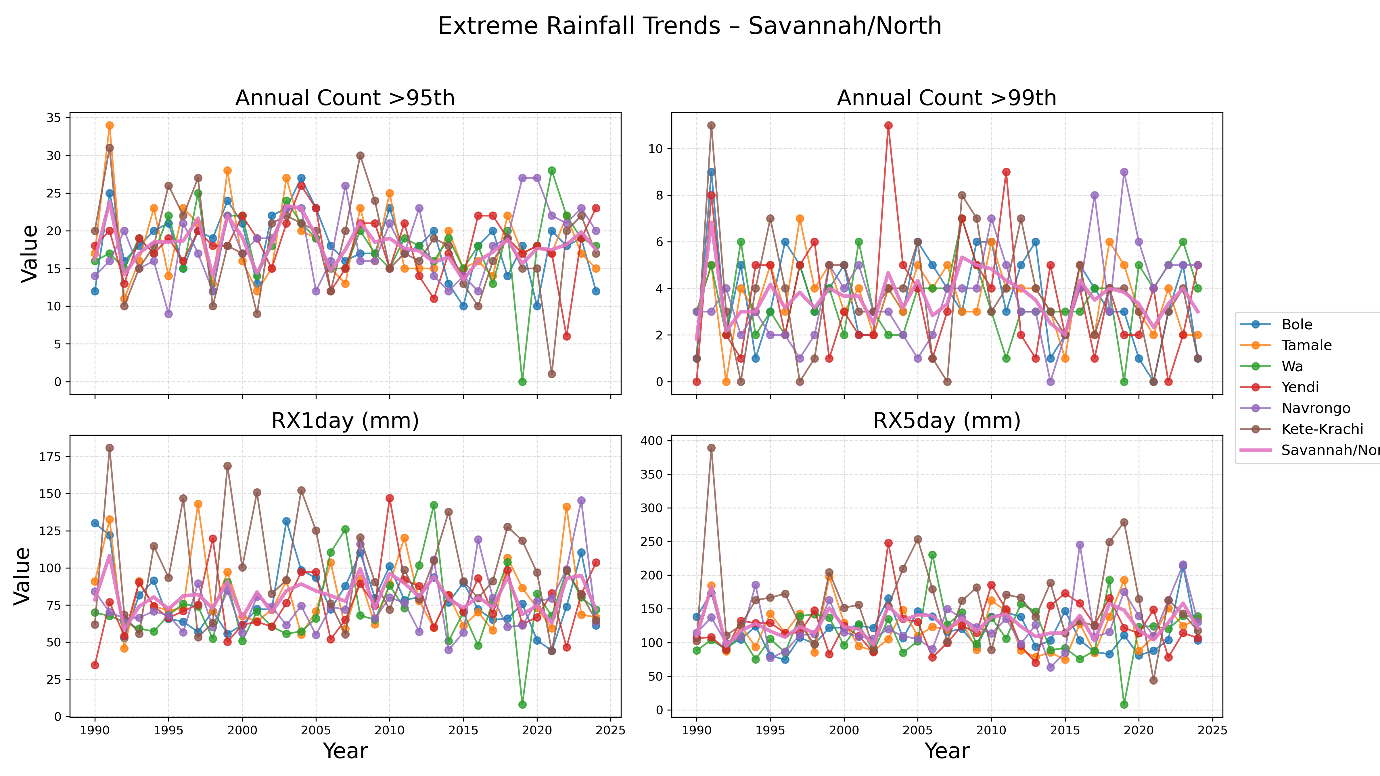 Extreme Rainfall Trends – Savannah/North
Annual Count >95th
Annual Count >99th
Value
35
30
25
20
15
10
5
0
10
8
6
4
2
0
Bole
Tamale
Wa
Yendi
Navrongo
Kete-Krachi
Savannah/Nor
RX1day (mm)
RX5day (mm)
Value
175
150
125
100
75
50
25
0
400
350
300
250
200
150
100
50
0
1990 1995 2000 2005 2010 2015 2020 2025
1990 1995 2000 2005 2010 2015 2020 2025
Year
Year